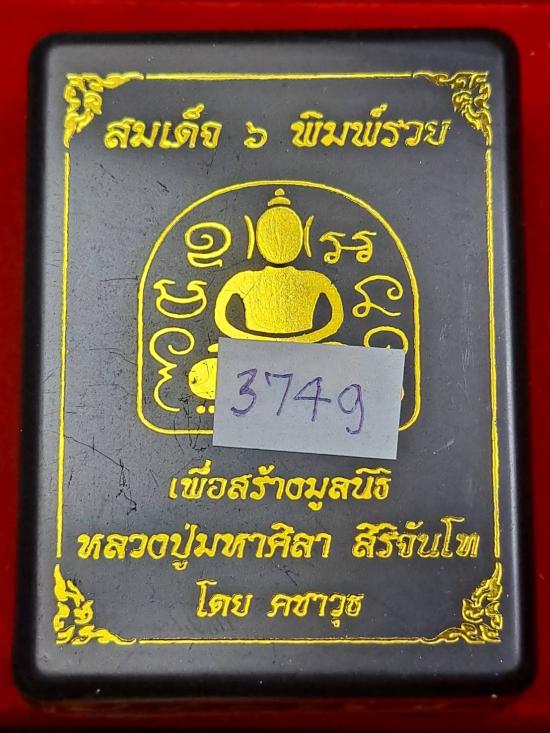 สมเด็จ ๖ พิมพ์รวย
3749
เพื่อสร้างมูลนิธิ
หลวงปู่มหาศิลา สิริจันโท
โดย คชาวุธ